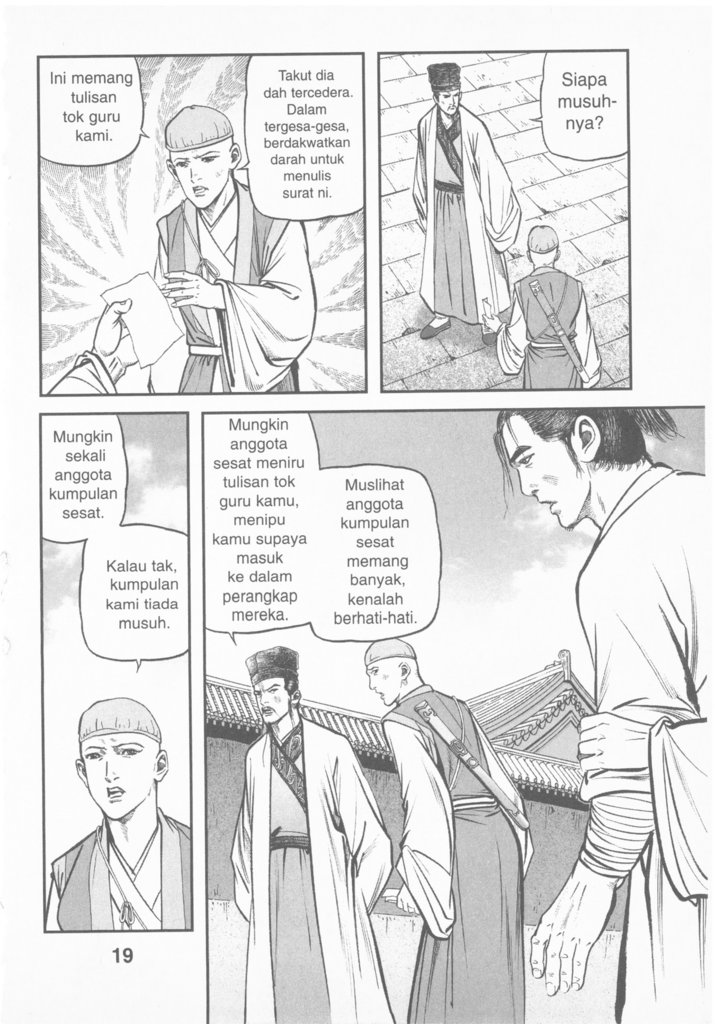 Ini memang
tulisan
tok guru
kami.
Takut dia
dah tercedera.
Dalam
tergesa-gesa,
berdakwatkan
darah untuk
menulis
surat ni.
Siapa
musuh-
nya?
Mungkin
sekali
anggota
kumpulan
sesat.
Kalau tak,
kumpulan
kami tiada
musuh.
Mungkin
anggota
sesat meniru
tulisan tok
guru kamu,
menipu
kamu supaya
masuk
ke dalam
perangkap
mereka.
Muslihat
anggota
kumpulan
sesat
memang
banyak,
kenalah
berhati-hati.
19